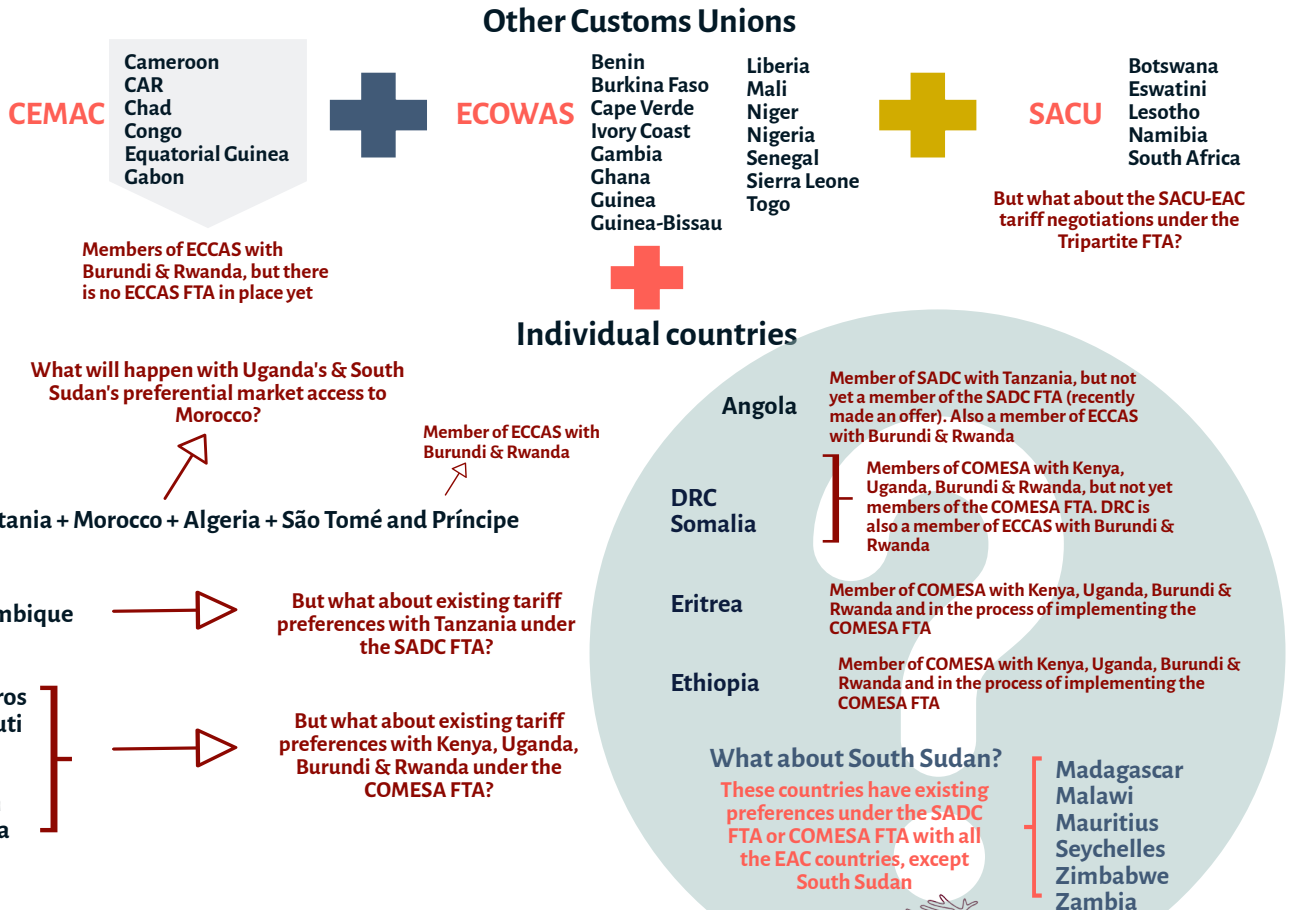 Other Customs Unions
CEMAC
Cameroon
CAR
Chad
Congo
Equatorial Guinea
Gabon
Members of ECCAS with
Burundi & Rwanda, but there
is no ECCAS FTA in place yet
ECOWAS
Benin
Burkina Faso
Cape Verde
Ivory Coast
Gambia
Ghana
Guinea
Guinea-Bissau
Liberia
Mali
Niger
Nigeria
Senegal
Sierra Leone
Togo
SACU
Botswana
Eswatini
Lesotho
Namibia
South Africa
But what about the SACU-EAC
tariff negotiations under the
Tripartite FTA?
Individual countries
What will happen with Uganda's & South
Sudan's preferential market access to
Morocco?
Member of ECCAS with
Burundi & Rwanda
tania + Morocco + Algeria + São Tomé and Príncipe
mbique
But what about existing tariff
preferences with Tanzania under
the SADC FTA?
ros
uti
a
But what about existing tariff
preferences with Kenya, Uganda,
Burundi & Rwanda under the
COMESA FTA?
Angola
Member of SADC with Tanzania, but not
yet a member of the SADC FTA (recently
made an offer). Also a member of ECCAS
with Burundi & Rwanda
DRC
Somalia
Members of COMESA with Kenya,
Uganda, Burundi & Rwanda, but not yet
members of the COMESA FTA. DRC is
also a member of ECCAS with Burundi &
Rwanda
Eritrea
Member of COMESA with Kenya, Uganda, Burundi &
Rwanda and in the process of implementing the
COMESA FTA
Ethiopia
Member of COMESA with Kenya, Uganda, Burundi &
Rwanda and in the process of implementing the
COMESA FTA
What about South Sudan?
These countries have existing
preferences under the SADC
FTA or COMESA FTA with all
the EAC countries, except
South Sudan
Madagascar
Malawi
Mauritius
Seychelles
Zimbabwe
Zambia